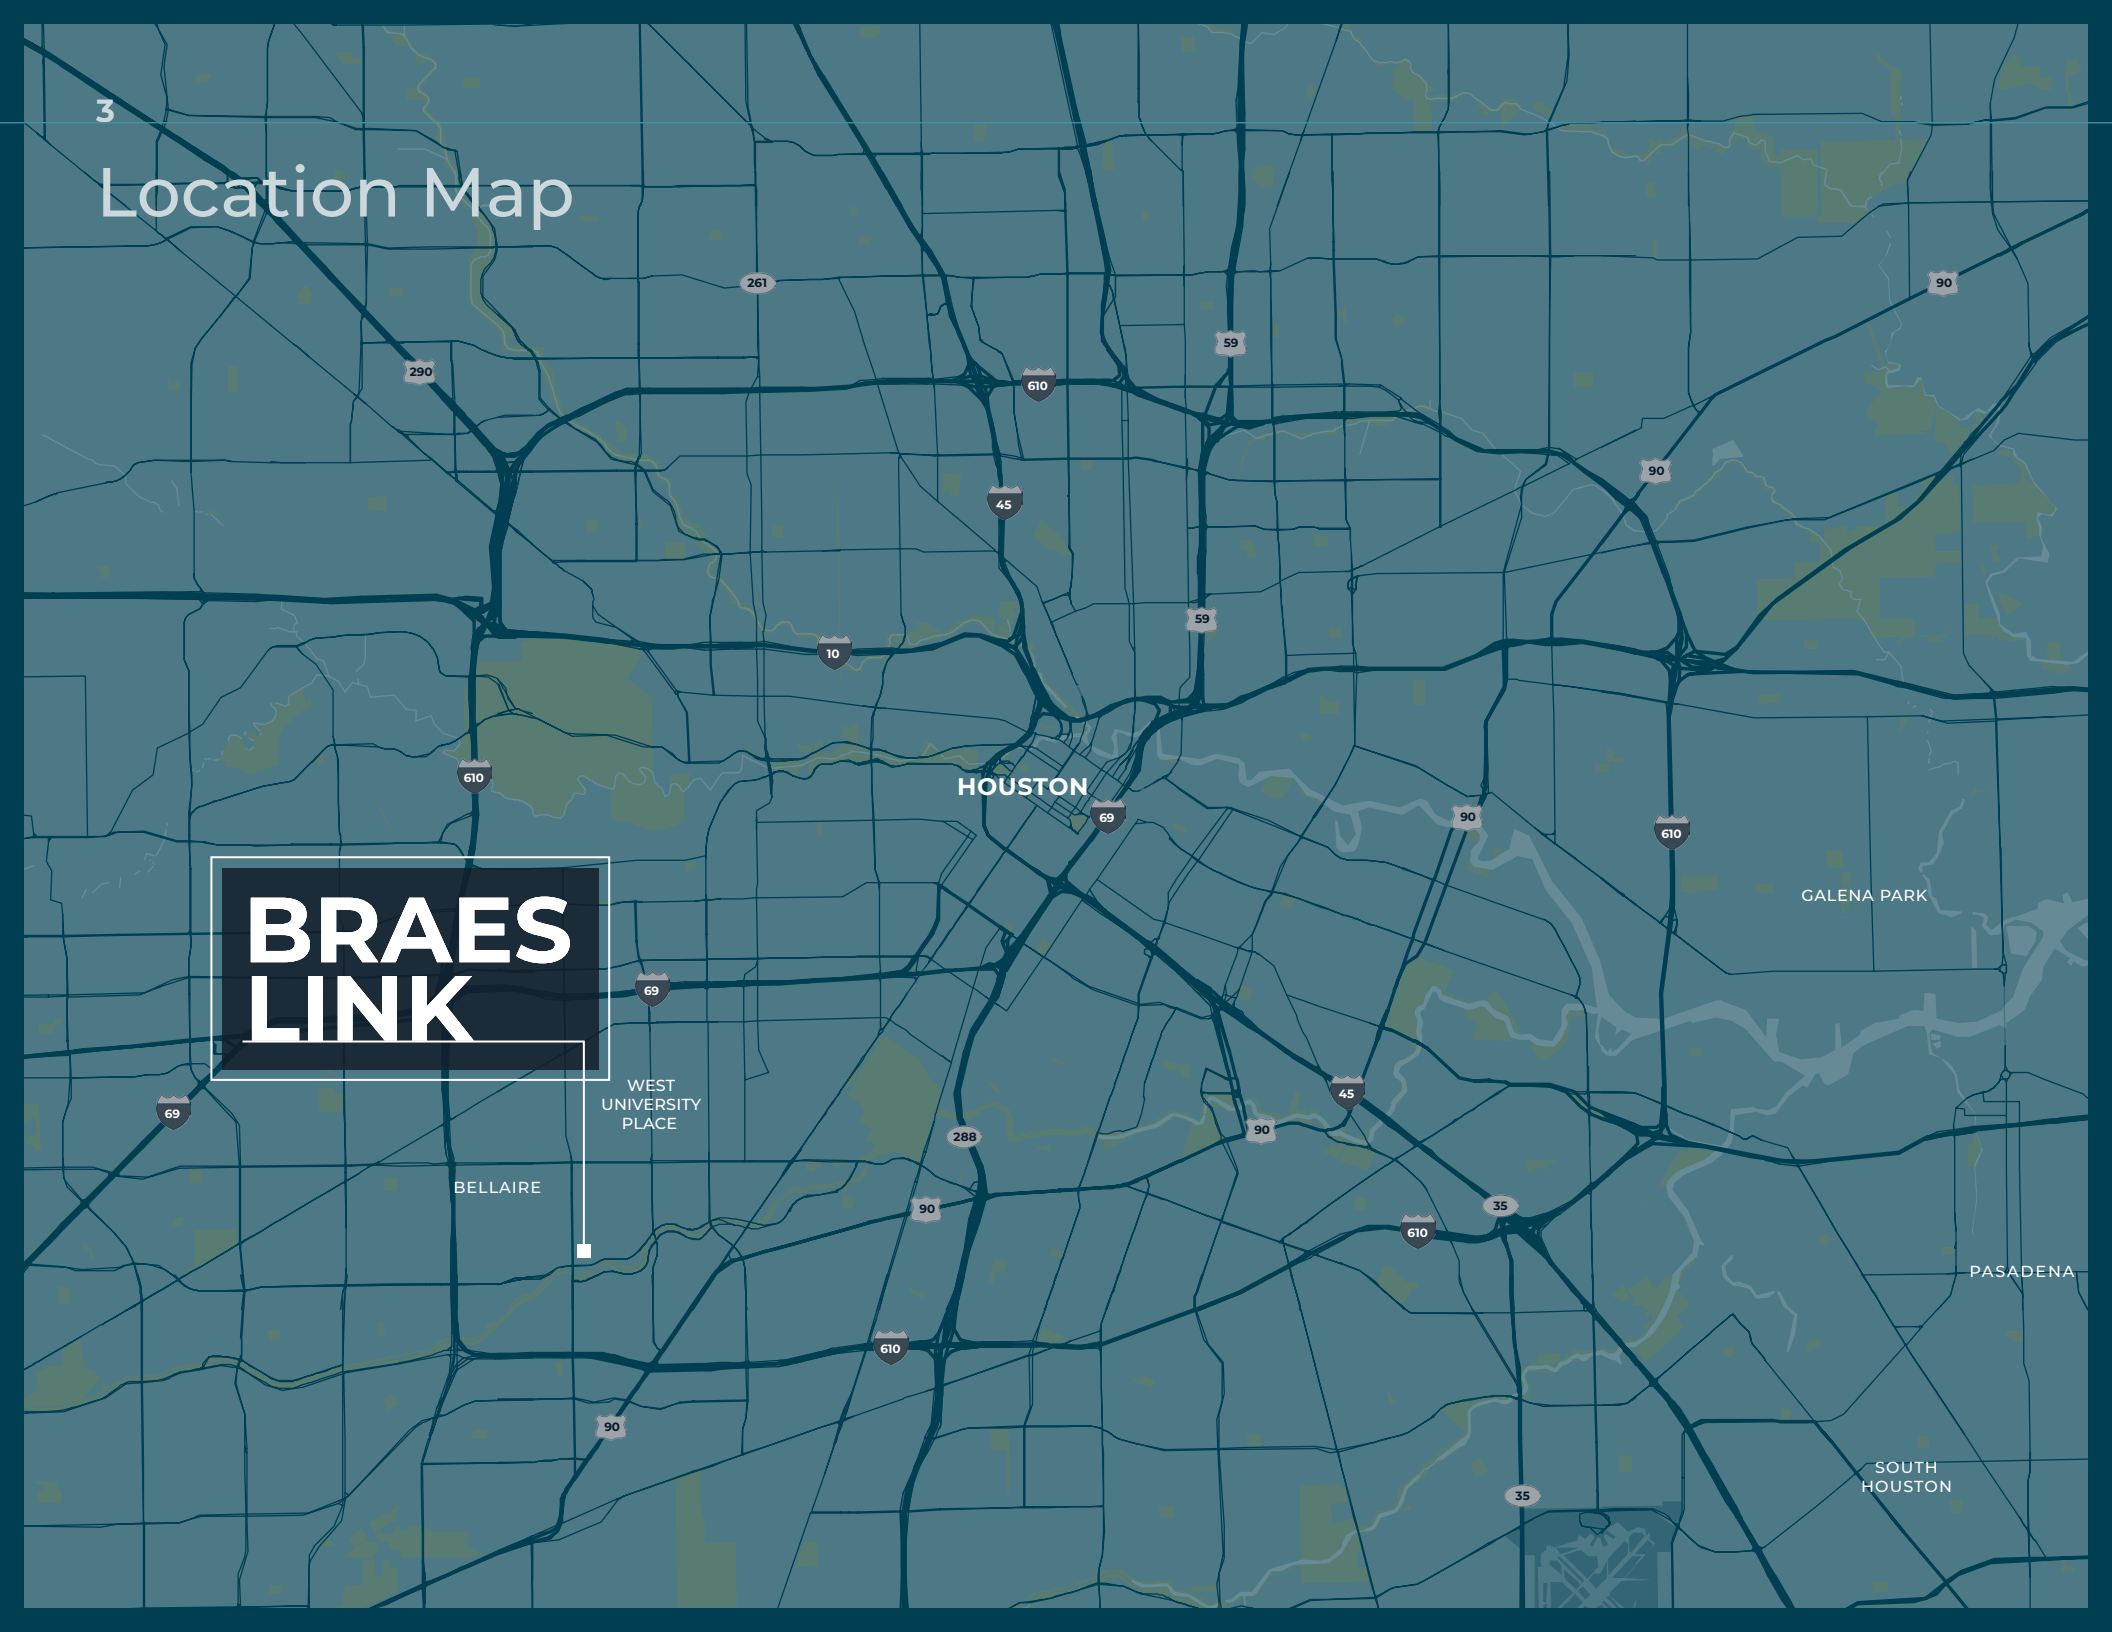 3
Location Map
261
90
59
290
610
90
45
59
10
610
HOUSTON
69
90
610
GALENA PARK
BRAES
LINK
69
69
WEST
UNIVERSITY
PLACE
45
90
288
BELLAIRE
90
35
610
PASADENA
610
90
SOUTH
HOUSTON
35